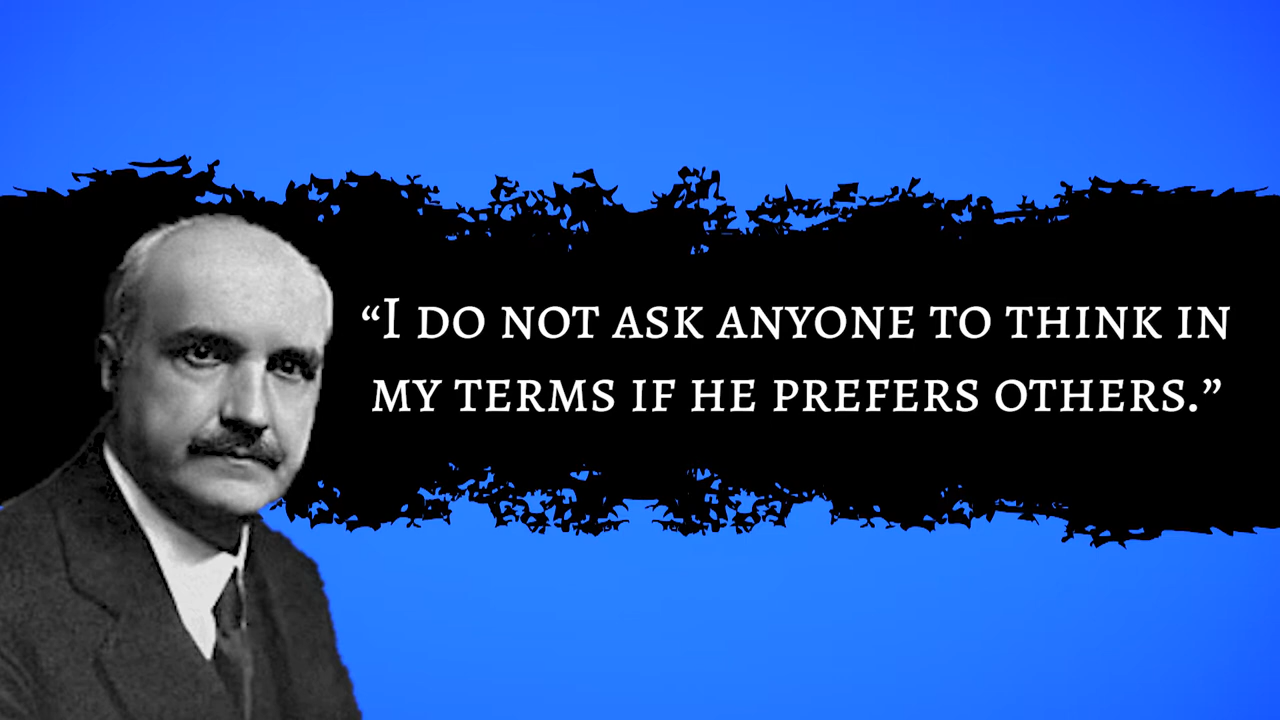 “I do not ask anyone to think in
my terms if he prefers others.”